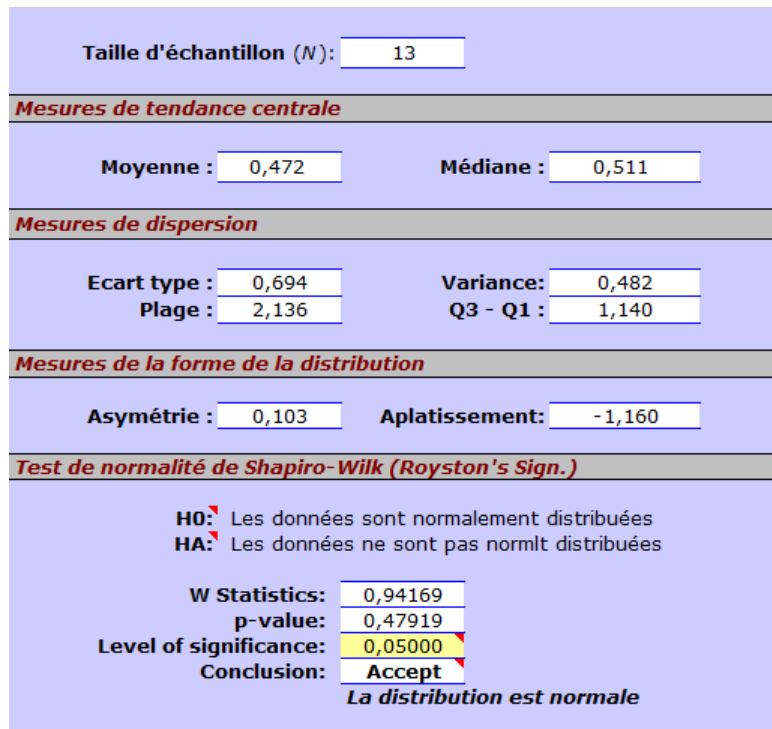 Taille d'échantillon (N): 13
Mesures de tendance centrale
Moyenne : 0,472 Médiane : 0,511
Mesures de dispersion
Ecart type : 0,694 Variance: 0,482
Plage : 2,136 Q3 - Q1 : 1,140
Mesures de la forme de la distribution
Asymétrie : 0,103 Aplatissement: -1,160
Test de normalité de Shapiro-Wilk (Royston's Sign.)
H0: Les données sont normalement distribuées
HA: Les données ne sont pas normlt distribuées
W Statistics: 0,94169
p-value: 0,47919
Level of significance: 0,05000
Conclusion: Accept
La distribution est normale